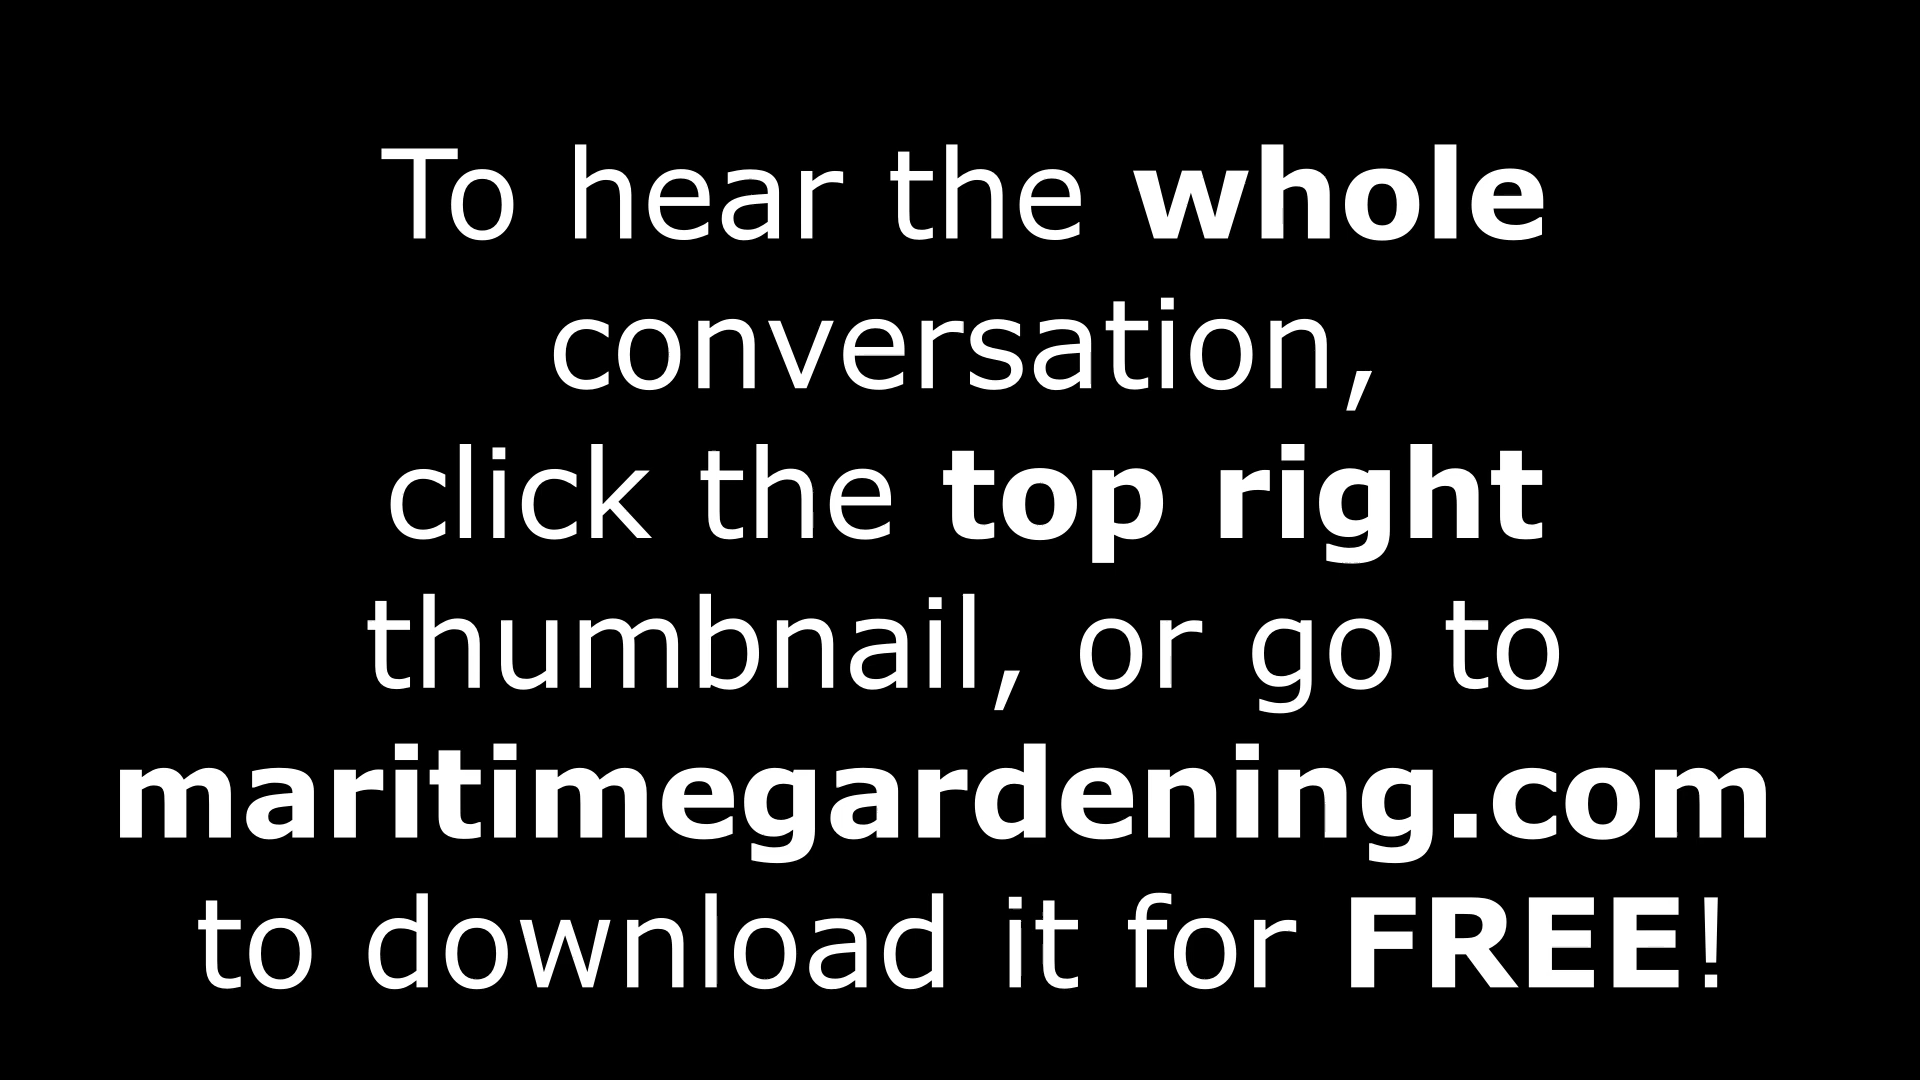 To hear the whole
conversation,
click the top right
thumbnail, or go to
maritimegardening.com
to download it for FREE!